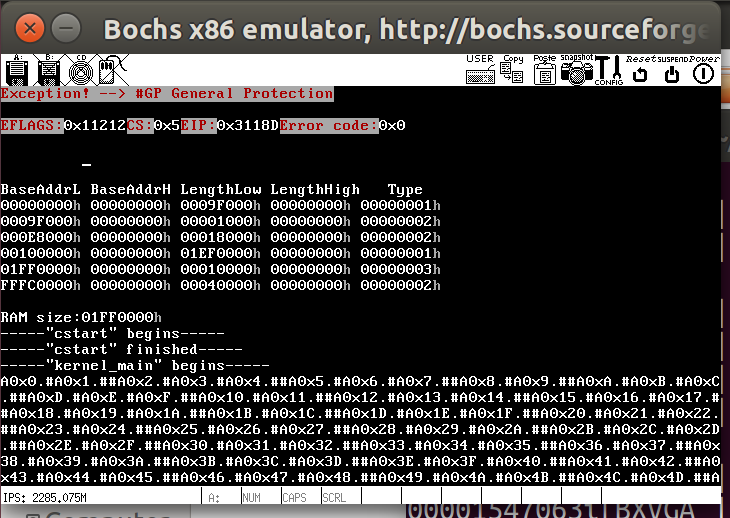 Bochs x86 emulator, http://bochs.sourceforge
A:
B:
CD
USER
Copy
Paste
snapshot
CONFIG
Reset
SUSPEND
Power
Exception! --> #GP General Protection
EFLAGS:0x11212CS:0x5EIP:0x3118DError code:0x0
_
BaseAddrL BaseAddrH LengthLow LengthHigh Type
00000000h 00000000h 0009F000h 00000000h 00000001h
0009F000h 00000000h 00001000h 00000000h 00000002h
000E8000h 00000000h 00018000h 00000000h 00000002h
00100000h 00000000h 01EF0000h 00000000h 00000001h
01FF0000h 00000000h 00010000h 00000000h 00000003h
FFFC0000h 00000000h 00040000h 00000000h 00000002h
RAM size:01FF0000h
-----"cstart" begins-----
-----"cstart" finished-----
-----"kernel_main" begins-----
A0x0.#A0x1.##A0x2.#A0x3.#A0x4.##A0x5.#A0x6.#A0x7.##A0x8.#A0x9.##A0xA.#A0xB.#A0xC
.##A0xD.#A0xE.#A0xF.##A0x10.#A0x11.##A0x12.#A0x13.#A0x14.##A0x15.#A0x16.#A0x17.#
#A0x18.#A0x19.#A0x1A.##A0x1B.#A0x1C.##A0x1D.#A0x1E.#A0x1F.##A0x20.#A0x21.#A0x22.
##A0x23.#A0x24.##A0x25.#A0x26.#A0x27.##A0x28.#A0x29.#A0x2A.##A0x2B.#A0x2C.#A0x2D
.##A0x2E.#A0x2F.##A0x30.#A0x31.#A0x32.##A0x33.#A0x34.#A0x35.##A0x36.#A0x37.##A0x
38.#A0x39.#A0x3A.##A0x3B.#A0x3C.#A0x3D.##A0x3E.#A0x3F.#A0x40.##A0x41.#A0x42.##A0
x43.#A0x44.#A0x45.##A0x46.#A0x47.#A0x48.##A0x49.#A0x4A.##A0x4B.#A0x4C.#A0x4D.##A
IPS: 2285.075M
A:
NUM
CAPS
SCRL